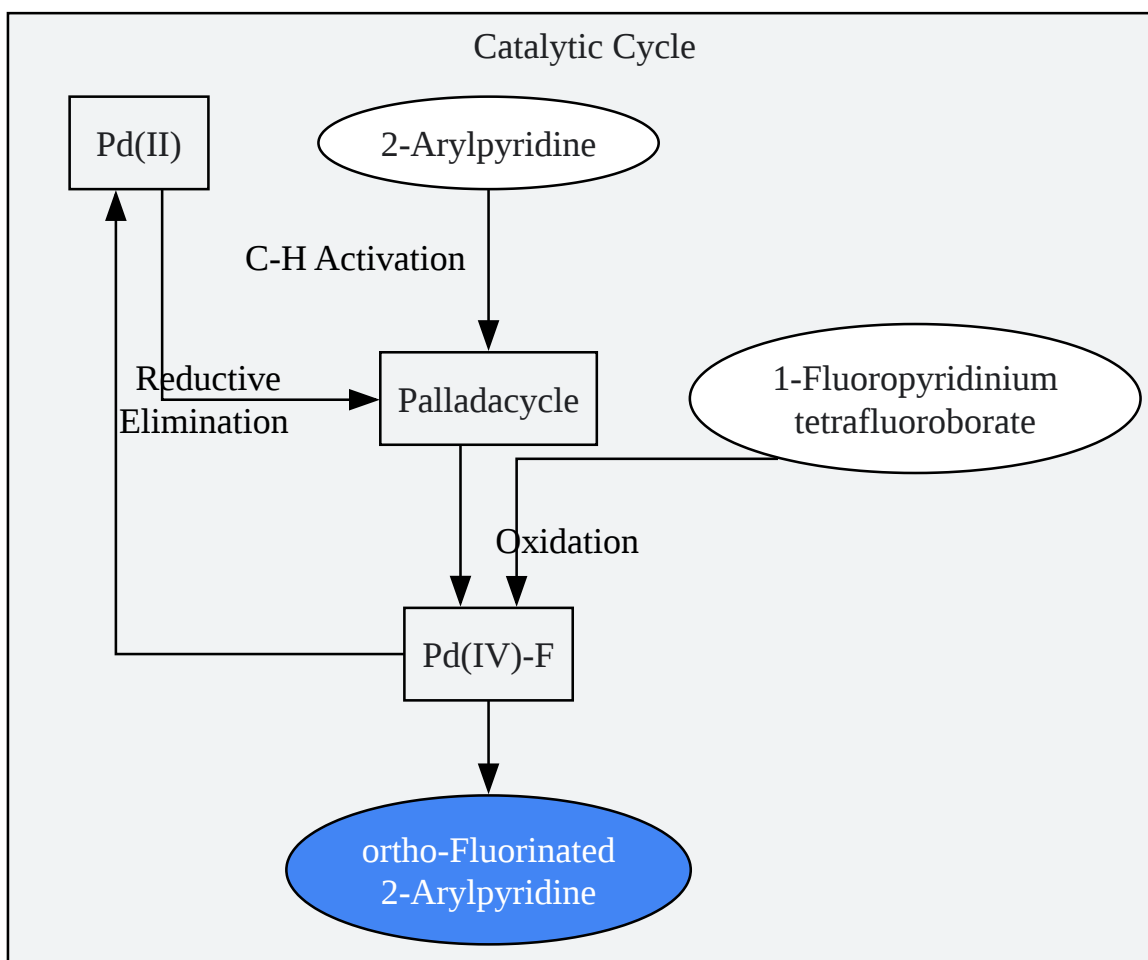 Catalytic Cycle
Pd(II)
2-Arylpyridine
C-H Activation
Reductive
Elimination
Palladacycle
1-Fluoropyridinium
tetrafluoroborate
Oxidation
Pd(IV)-F
ortho-Fluorinated
2-Arylpyridine